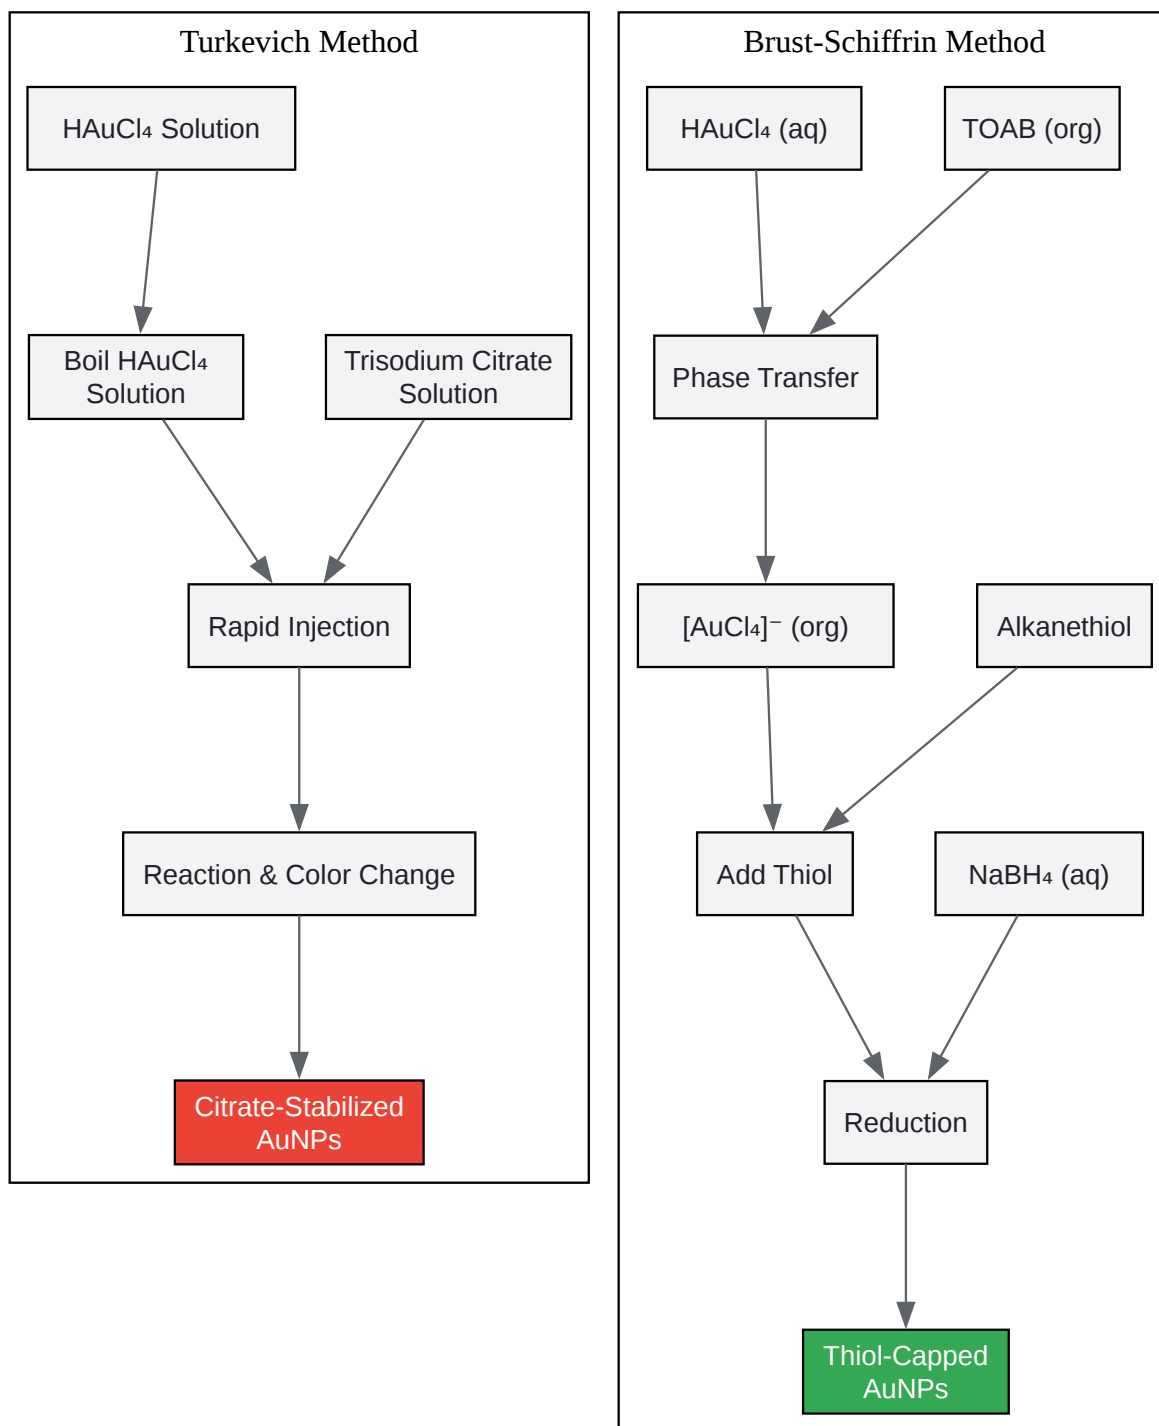 Turkevich Method
HAuCl₄ Solution
Boil HAuCl₄
Solution
Trisodium Citrate
Solution
Rapid Injection
Reaction & Color Change
Citrate-Stabilized
AuNPs
Brust-Schiffrin Method
HAuCl₄ (aq)
TOAB (org)
Phase Transfer
[AuCl₄]⁻ (org)
Alkanethiol
Add Thiol
NaBH₄ (aq)
Reduction
Thiol-Capped
AuNPs